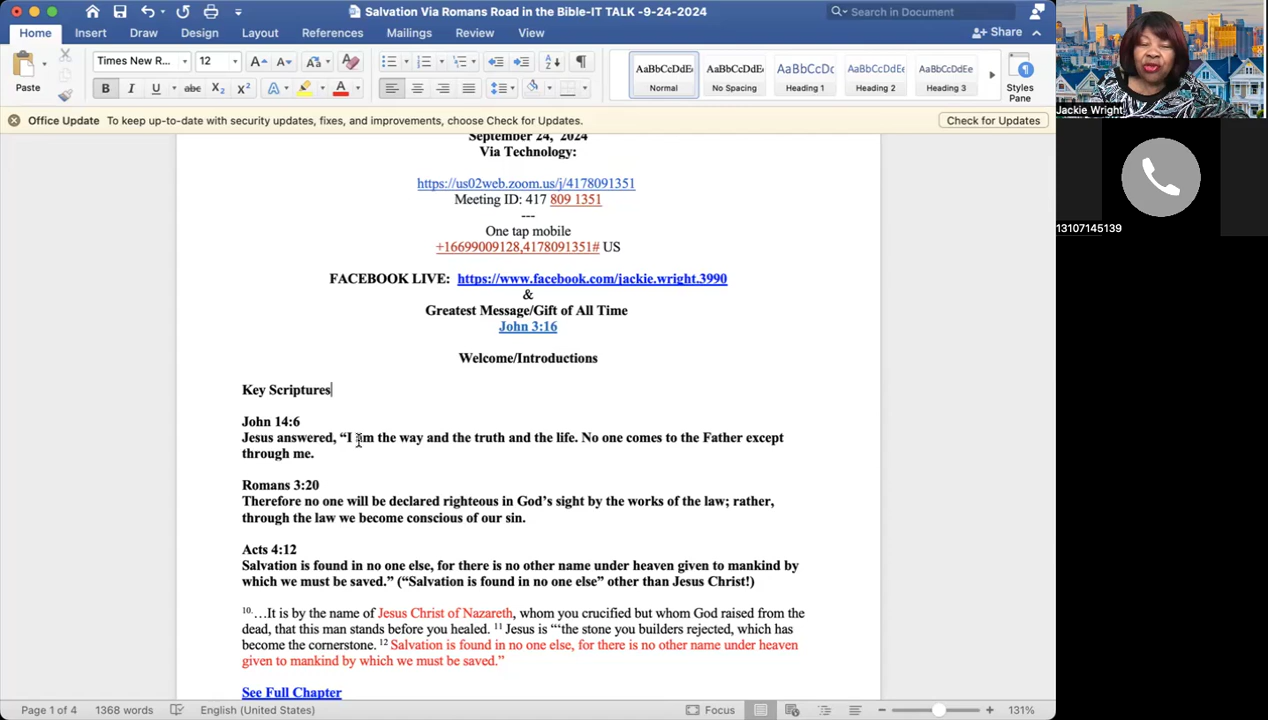 Salvation Via Romans Road in the Bible-IT TALK -9-24-2024
Search in Document
Home Insert Draw Design Layout References Mailings Review View
Share
Paste
Times New R...
12
AaBbCcDdEe AaBbCcDdEe AaBbCcDc AaBbCcDdEe AaBbCcDdEe
Normal No Spacing Heading 1 Heading 2 Heading 3
Styles
Pane
Office Update To keep up-to-date with security updates, fixes, and improvements, choose Check for Updates.
Check for Updates
September 24, 2024
Via Technology:
https://us02web.zoom.us/j/4178091351
Meeting ID: 417 809 1351
---
One tap mobile
+16699009128,4178091351# US
FACEBOOK LIVE: https://www.facebook.com/jackie.wright.3990
&
Greatest Message/Gift of All Time
John 3:16
Welcome/Introductions
Key Scriptures
John 14:6
Jesus answered, “I am the way and the truth and the life. No one comes to the Father except
through me.
Romans 3:20
Therefore no one will be declared righteous in God’s sight by the works of the law; rather,
through the law we become conscious of our sin.
Acts 4:12
Salvation is found in no one else, for there is no other name under heaven given to mankind by
which we must be saved.” (“Salvation is found in no one else” other than Jesus Christ!)
10.…It is by the name of Jesus Christ of Nazareth, whom you crucified but whom God raised from the
dead, that this man stands before you healed. 11 Jesus is “‘the stone you builders rejected, which has
become the cornerstone. 12 Salvation is found in no one else, for there is no other name under heaven
given to mankind by which we must be saved.”
See Full Chapter
Page 1 of 4 1368 words English (United States)
Focus
131%
Jackie Wright
13107145139